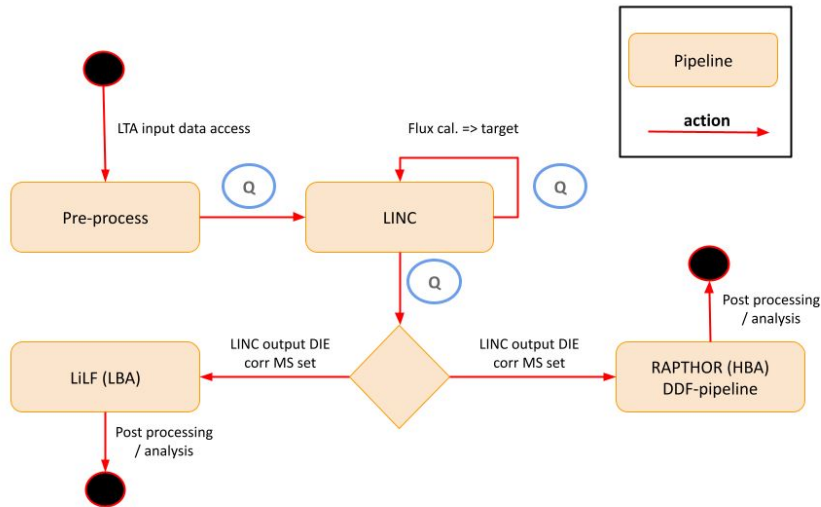 Pipeline
action
LTA input data access
Flux cal. => target
Q
Q
Pre-process
LINC
Q
Post processing
/ analysis
LINC output DIE
corr MS set
LINC output DIE
corr MS set
LiLF (LBA)
RAPTHOR (HBA)
DDF-pipeline
Post processing
/ analysis